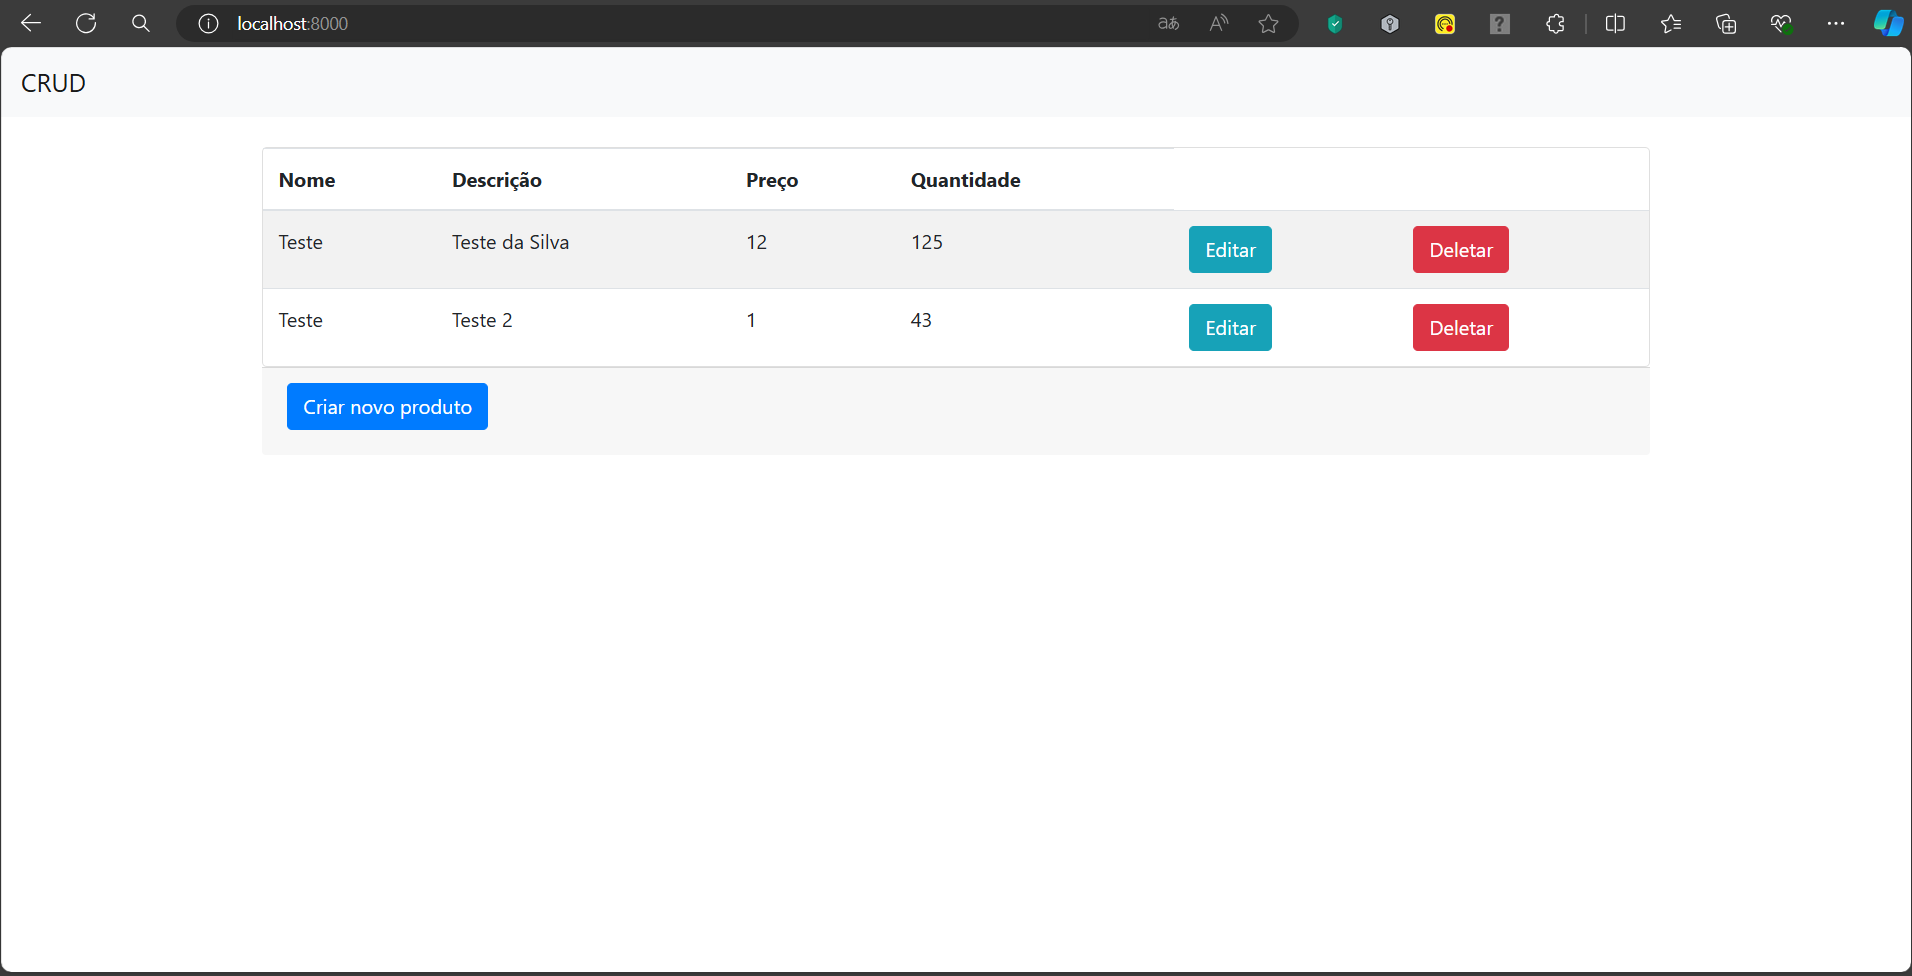 localhost:8000
CRUD
Nome Descrição Preço Quantidade
Teste Teste da Silva 12 125 Editar Deletar
Teste Teste 2 1 43 Editar Deletar
Criar novo produto